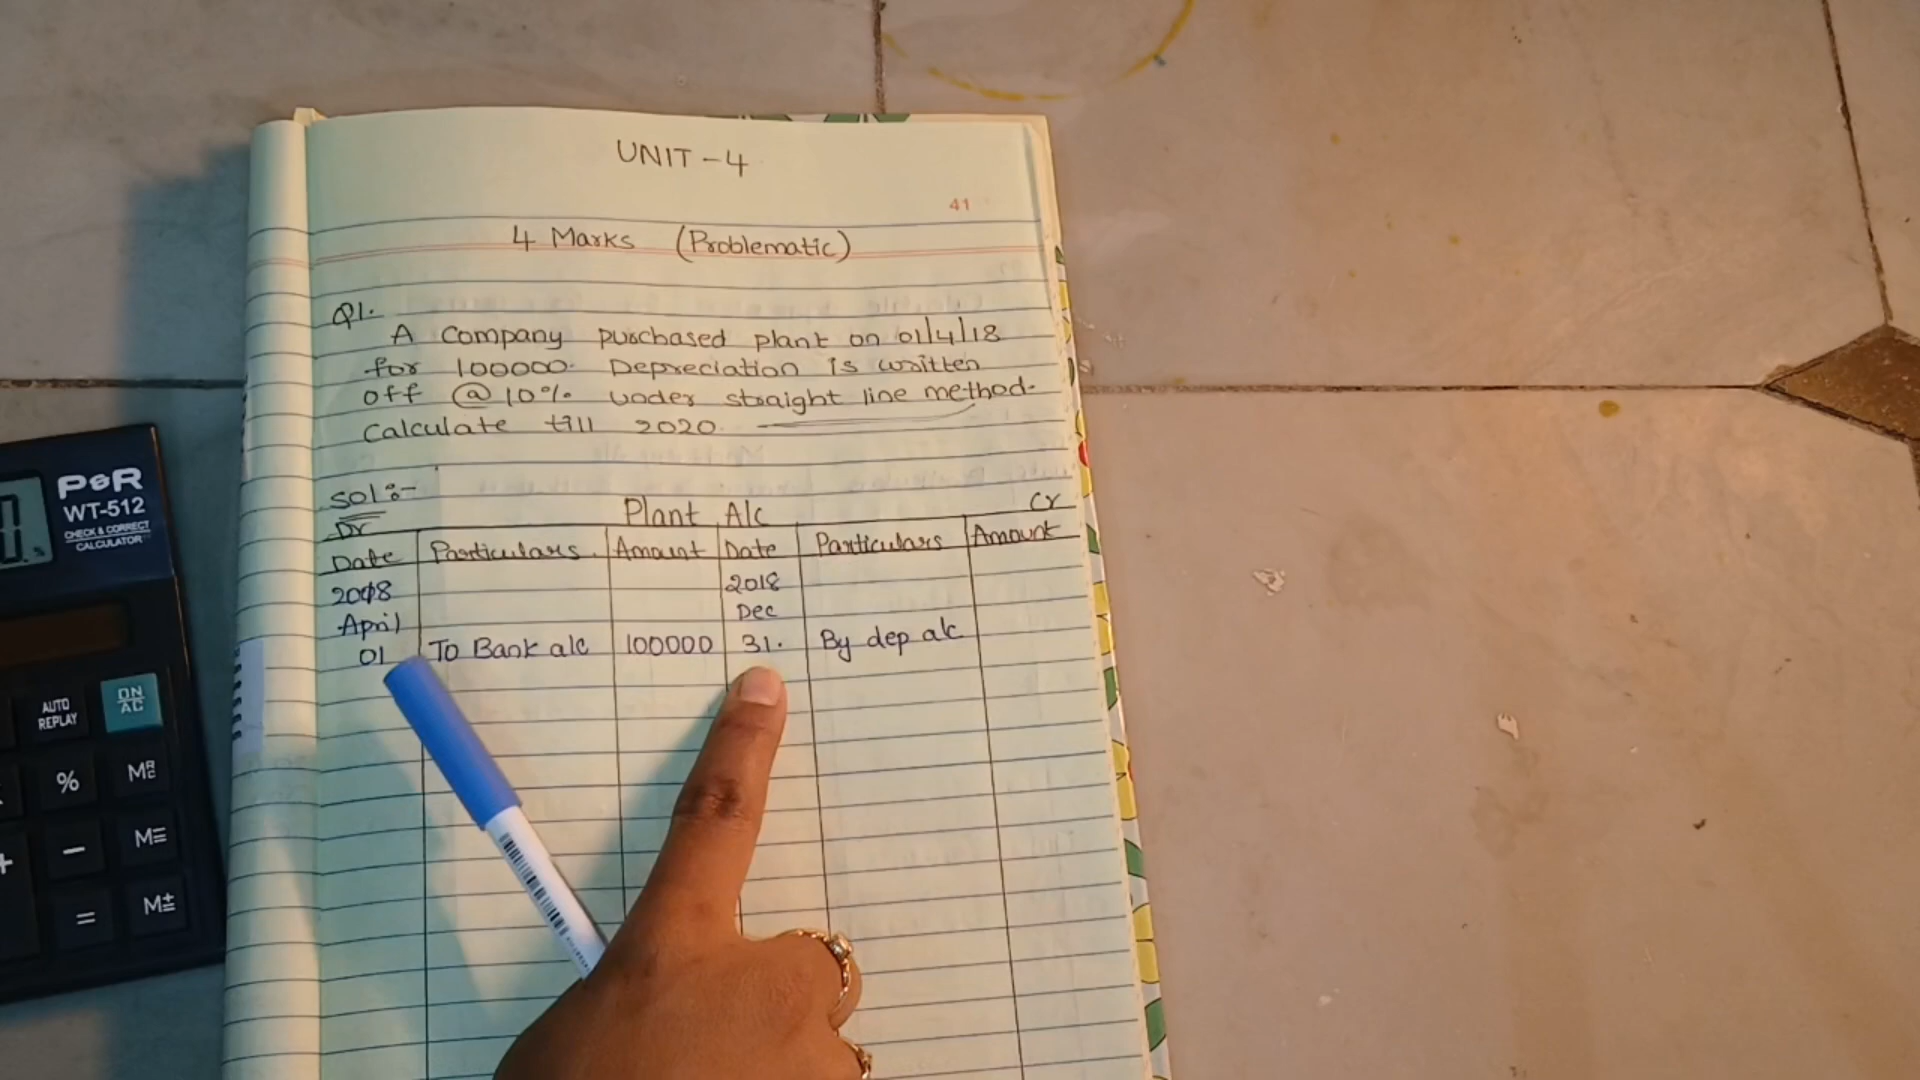 UNIT - 4
41
4 Marks (Problematic)
Q1.
A Company purchased plant on 01/4/18
for 100000. Depreciation is written
off @ 10% under straight line method.
Calculate till 2020.
Sol:-
Plant A/c
Dr Cr
Date Particulars Amount Date Particulars Amount
2018 2018
April Dec
01 To Bank a/c 100000 31. By dep a/c
P&R
WT-512
CHECK & CORRECT
CALCULATOR
AUTO REPLAY
ON/AC
%
−
M=
+
=
M±